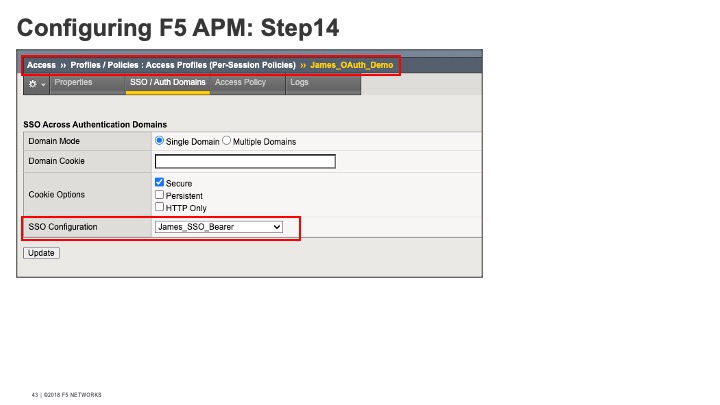 Configuring F5 APM: Step14
Access ›› Profiles / Policies : Access Profiles (Per-Session Policies) ›› James_OAuth_Demo
Properties SSO / Auth Domains Access Policy Logs
SSO Across Authentication Domains
Domain Mode Single Domain Multiple Domains
Domain Cookie
Cookie Options Secure
Persistent
HTTP Only
SSO Configuration James_SSO_Bearer
Update
43 | ©2018 F5 NETWORKS